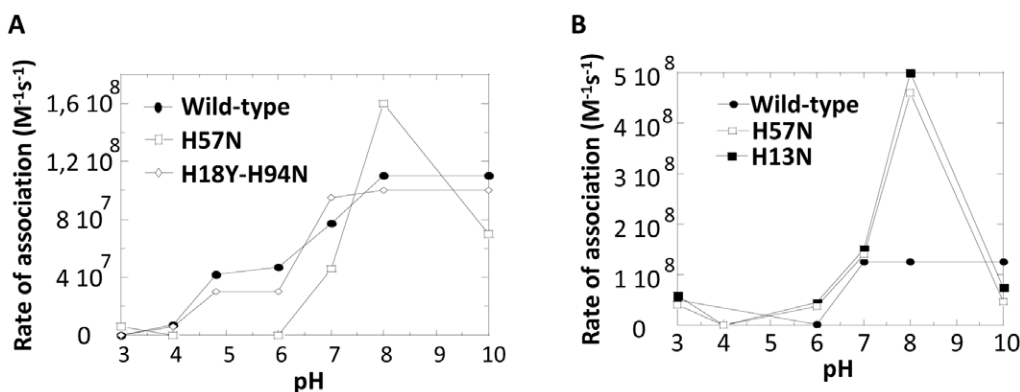 A
Rate of association (M⁻¹s⁻¹)
1,6 10⁸
1,2 10⁸
8 10⁷
4 10⁷
0
Wild-type
H57N
H18Y-H94N
3 4 5 6 7 8 9 10
pH
B
Rate of association (M⁻¹s⁻¹)
5 10⁸
4 10⁸
3 10⁸
2 10⁸
1 10⁸
0
Wild-type
H57N
H13N
3 4 5 6 7 8 9 10
pH